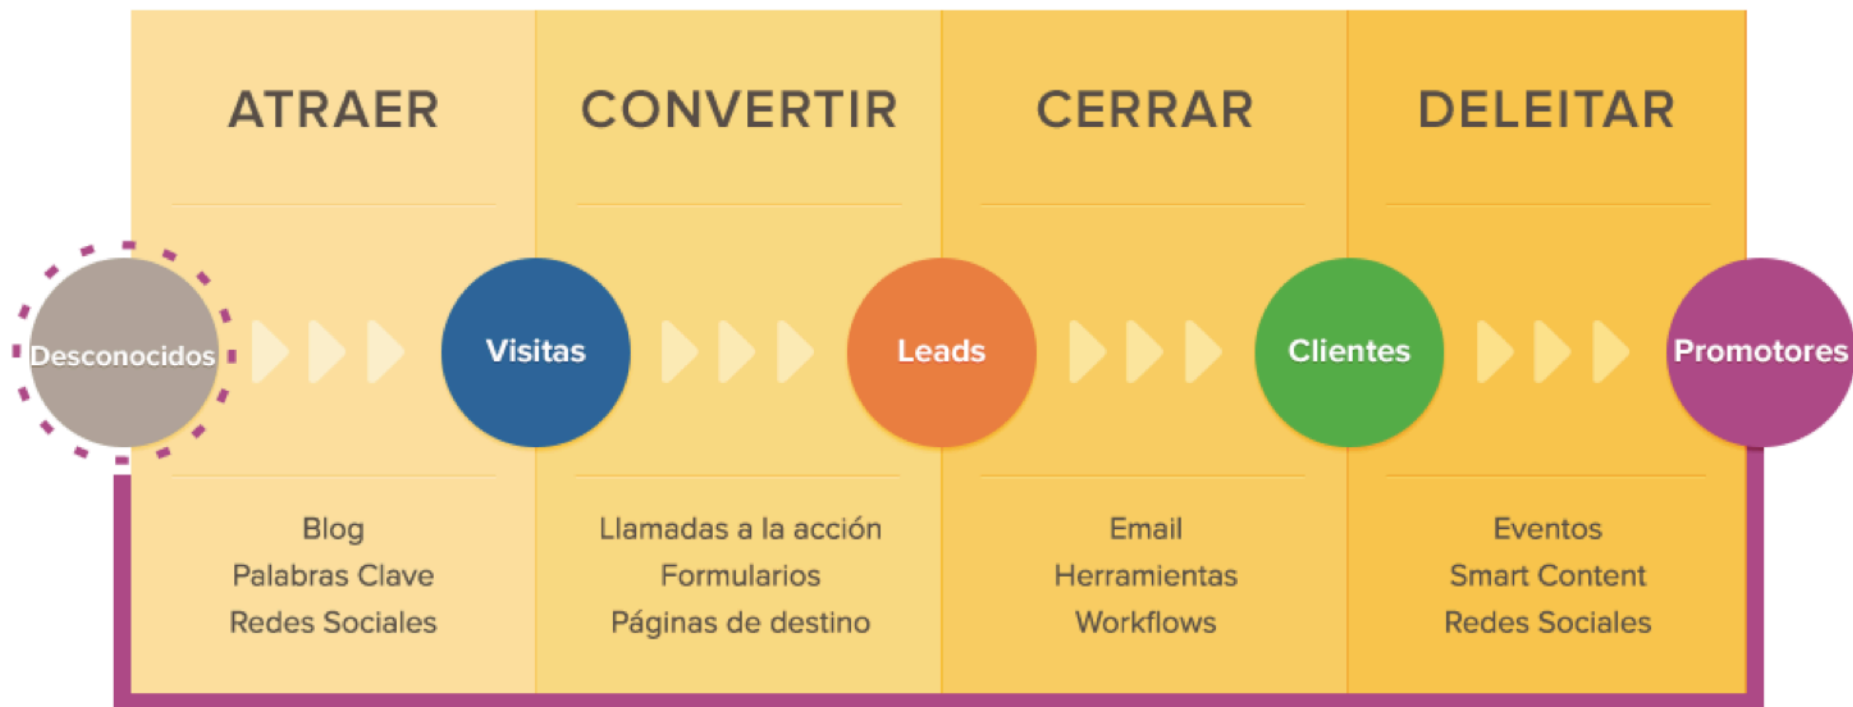 ATRAER
CONVERTIR
CERRAR
DELEITAR
Desconocidos
Visitas
Leads
Clientes
Promotores
Blog
Palabras Clave
Redes Sociales
Llamadas a la acción
Formularios
Páginas de destino
Email
Herramientas
Workflows
Eventos
Smart Content
Redes Sociales